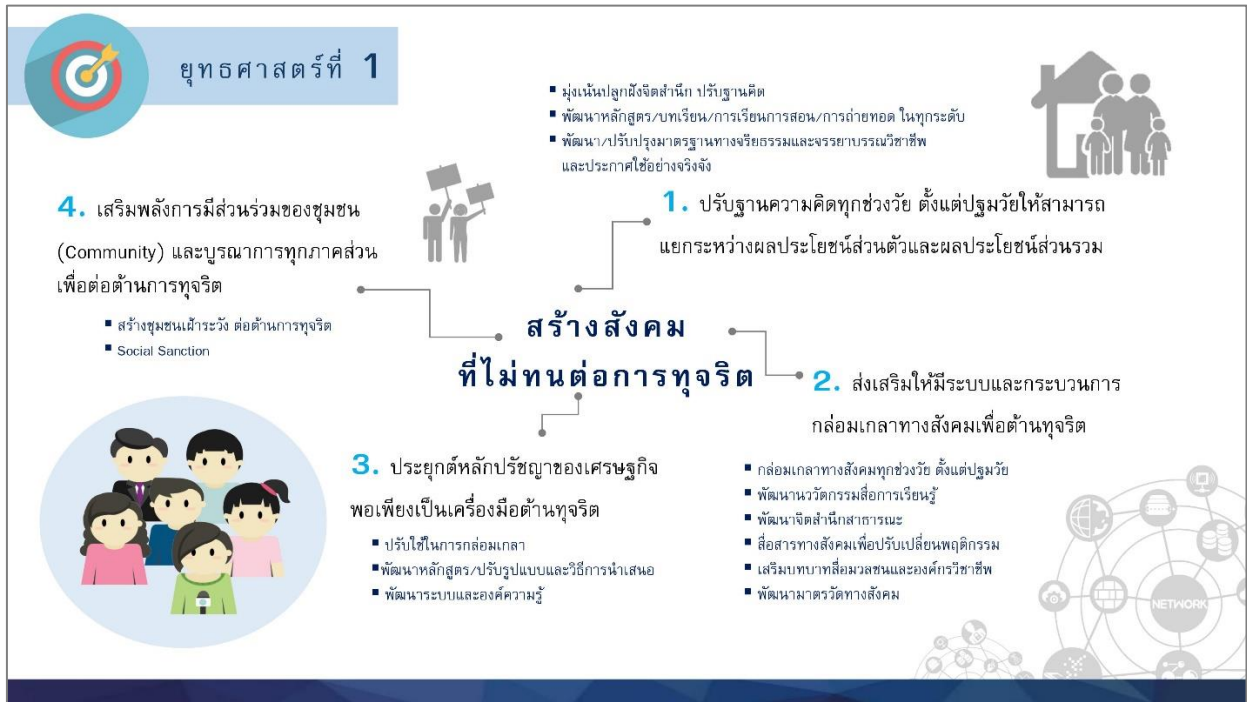 ยุทธศาสตร์ที่ 1
▪ มุ่งเน้นปลูกฝังจิตสำนึก ปรับฐานคิด
▪ พัฒนาหลักสูตร/บทเรียน/การเรียนการสอน/การถ่ายทอด ในทุกระดับ
▪ พัฒนา/ปรับปรุงมาตรฐานทางจริยธรรมและจรรยาบรรณวิชาชีพ
และประกาศใช้อย่างจริงจัง
1. ปรับฐานความคิดทุกช่วงวัย ตั้งแต่ปฐมวัยให้สามารถ
แยกระหว่างผลประโยชน์ส่วนตัวและผลประโยชน์ส่วนรวม
4. เสริมพลังการมีส่วนร่วมของชุมชน
(Community) และบูรณาการทุกภาคส่วน
เพื่อต่อต้านการทุจริต
▪ สร้างชุมชนเฝ้าระวัง ต่อต้านการทุจริต
▪ Social Sanction
สร้างสังคม
ที่ไม่ทนต่อการทุจริต
2. ส่งเสริมให้มีระบบและกระบวนการ
กล่อมเกลาทางสังคมเพื่อต้านทุจริต
▪ กล่อมเกลาทางสังคมทุกช่วงวัย ตั้งแต่ปฐมวัย
▪ พัฒนานววัตกรรมสื่อการเรียนรู้
▪ พัฒนาจิตสำนึกสาธารณะ
▪ สื่อสารทางสังคมเพื่อปรับเปลี่ยนพฤติกรรม
▪ เสริมบทบาทสื่อมวลชนและองค์กรวิชาชีพ
▪ พัฒนามาตรวัดทางสังคม
3. ประยุกต์หลักปรัชญาของเศรษฐกิจ
พอเพียงเป็นเครื่องมือต้านทุจริต
▪ ปรับใช้ในการกล่อมเกลา
▪พัฒนาหลักสูตร/ปรับรูปแบบและวิธีการนำเสนอ
▪ พัฒนาระบบและองค์ความรู้
NETWORK